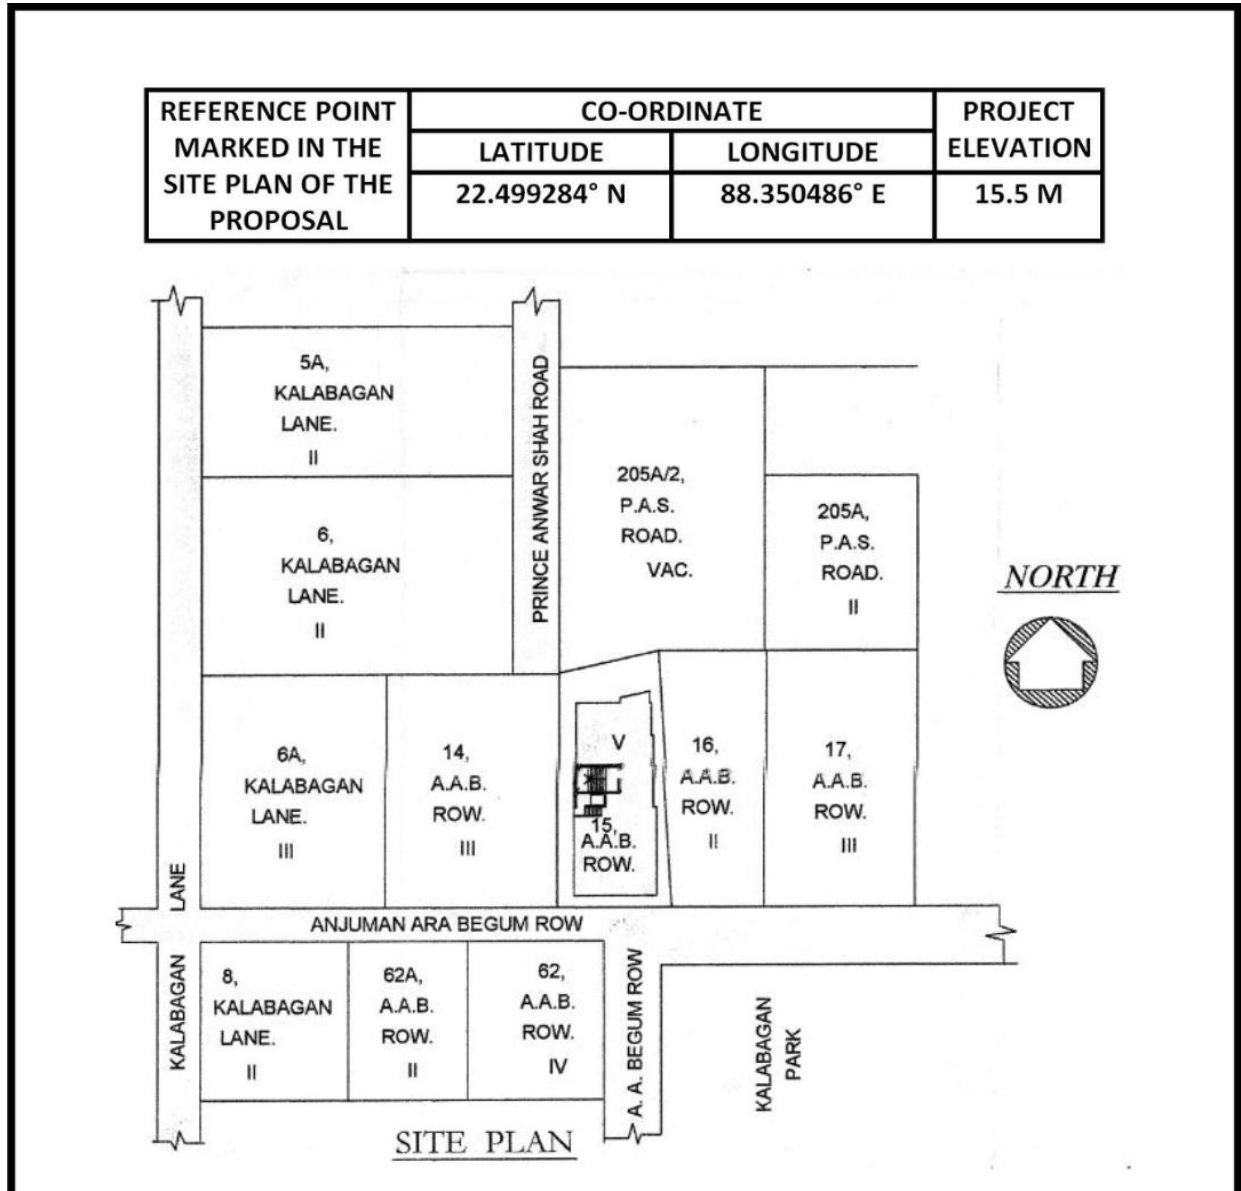 REFERENCE POINT
MARKED IN THE
SITE PLAN OF THE
PROPOSAL
CO-ORDINATE
LATITUDE
LONGITUDE
PROJECT
ELEVATION
22.499284° N
88.350486° E
15.5 M
5A,
KALABAGAN
LANE.
II
PRINCE ANWAR SHAH ROAD
205A/2,
P.A.S.
ROAD.
VAC.
205A,
P.A.S.
ROAD.
II
6,
KALABAGAN
LANE.
II
NORTH
6A,
KALABAGAN
LANE.
III
14,
A.A.B.
ROW.
III
V
15,
A.A.B.
ROW.
16,
A.A.B.
ROW.
II
17,
A.A.B.
ROW.
III
KALABAGAN LANE
ANJUMAN ARA BEGUM ROW
8,
KALABAGAN
LANE.
II
62A,
A.A.B.
ROW.
II
62,
A.A.B.
ROW.
IV
A. A. BEGUM ROW
KALABAGAN
PARK
SITE PLAN